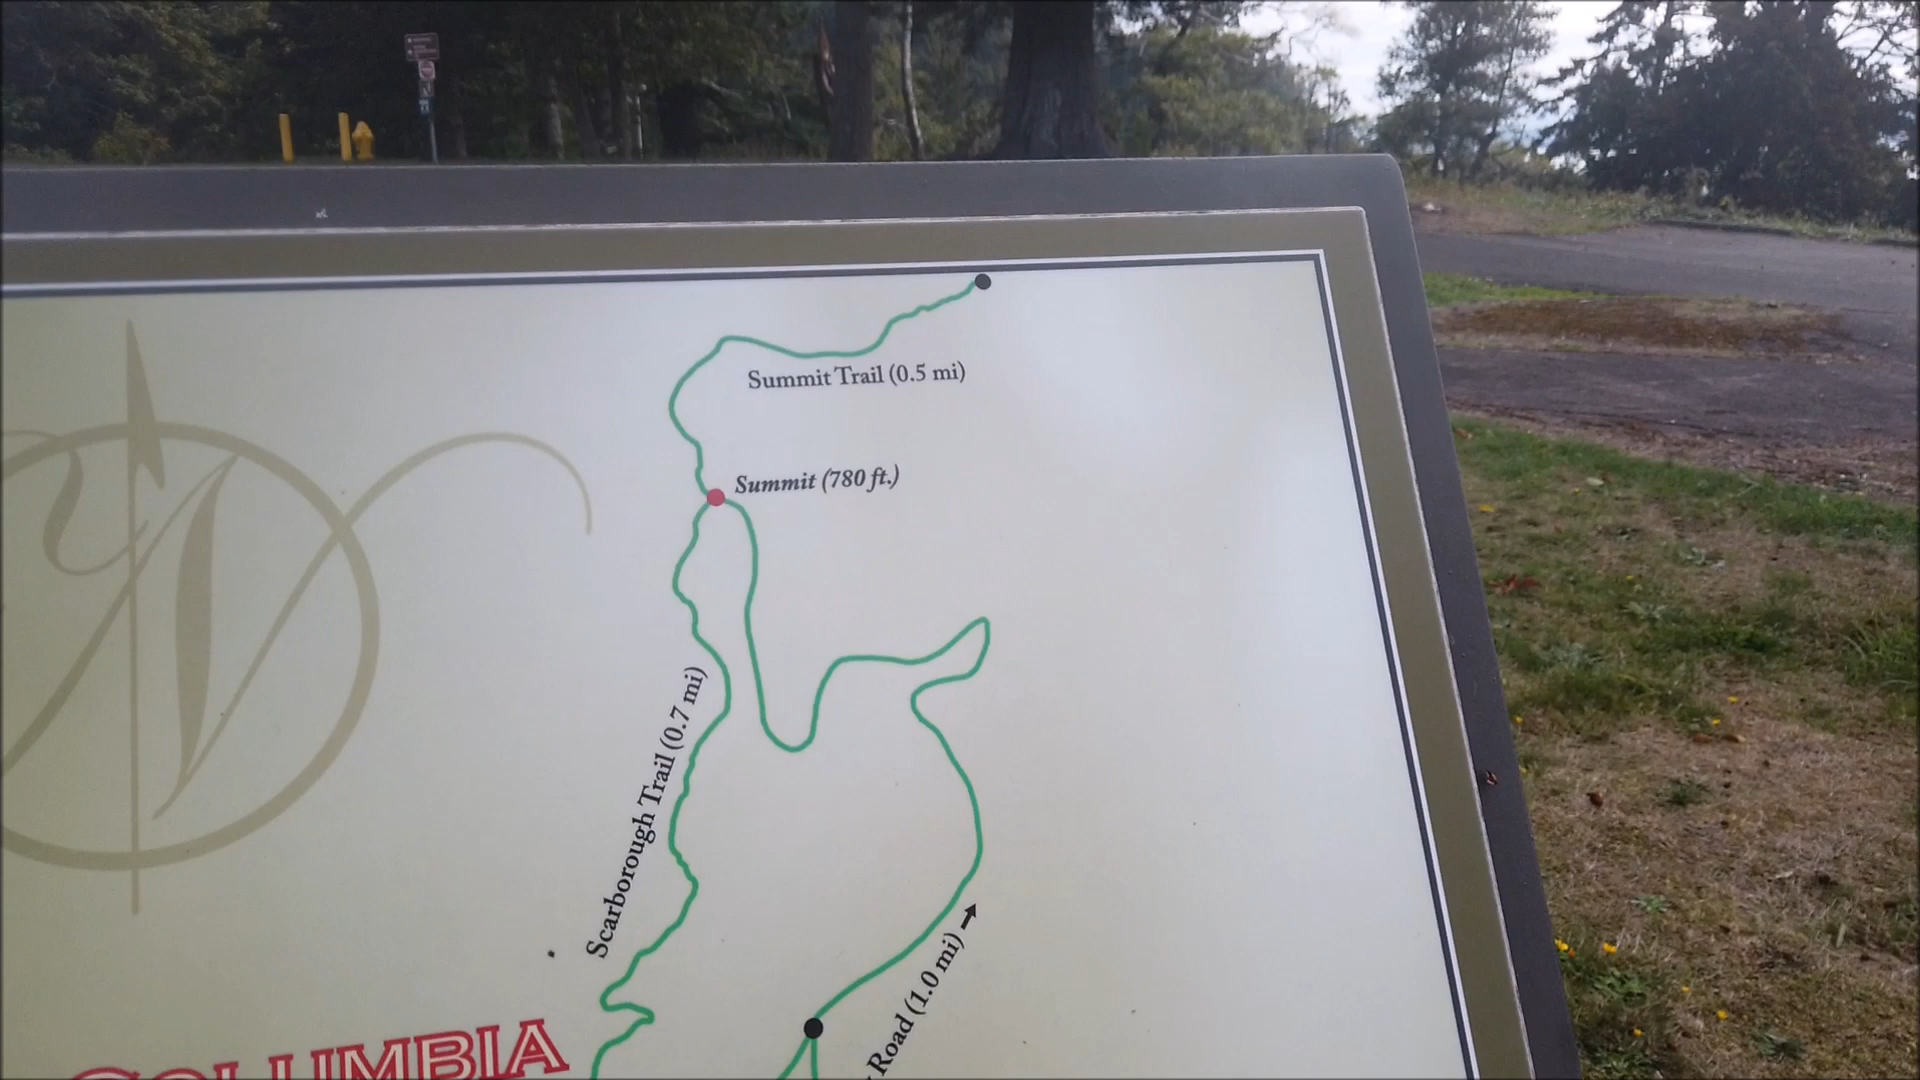 Summit Trail (0.5 mi)
Summit (780 ft.)
Scarborough Trail (0.7 mi)
Road (1.0 mi)
COLUMBIA